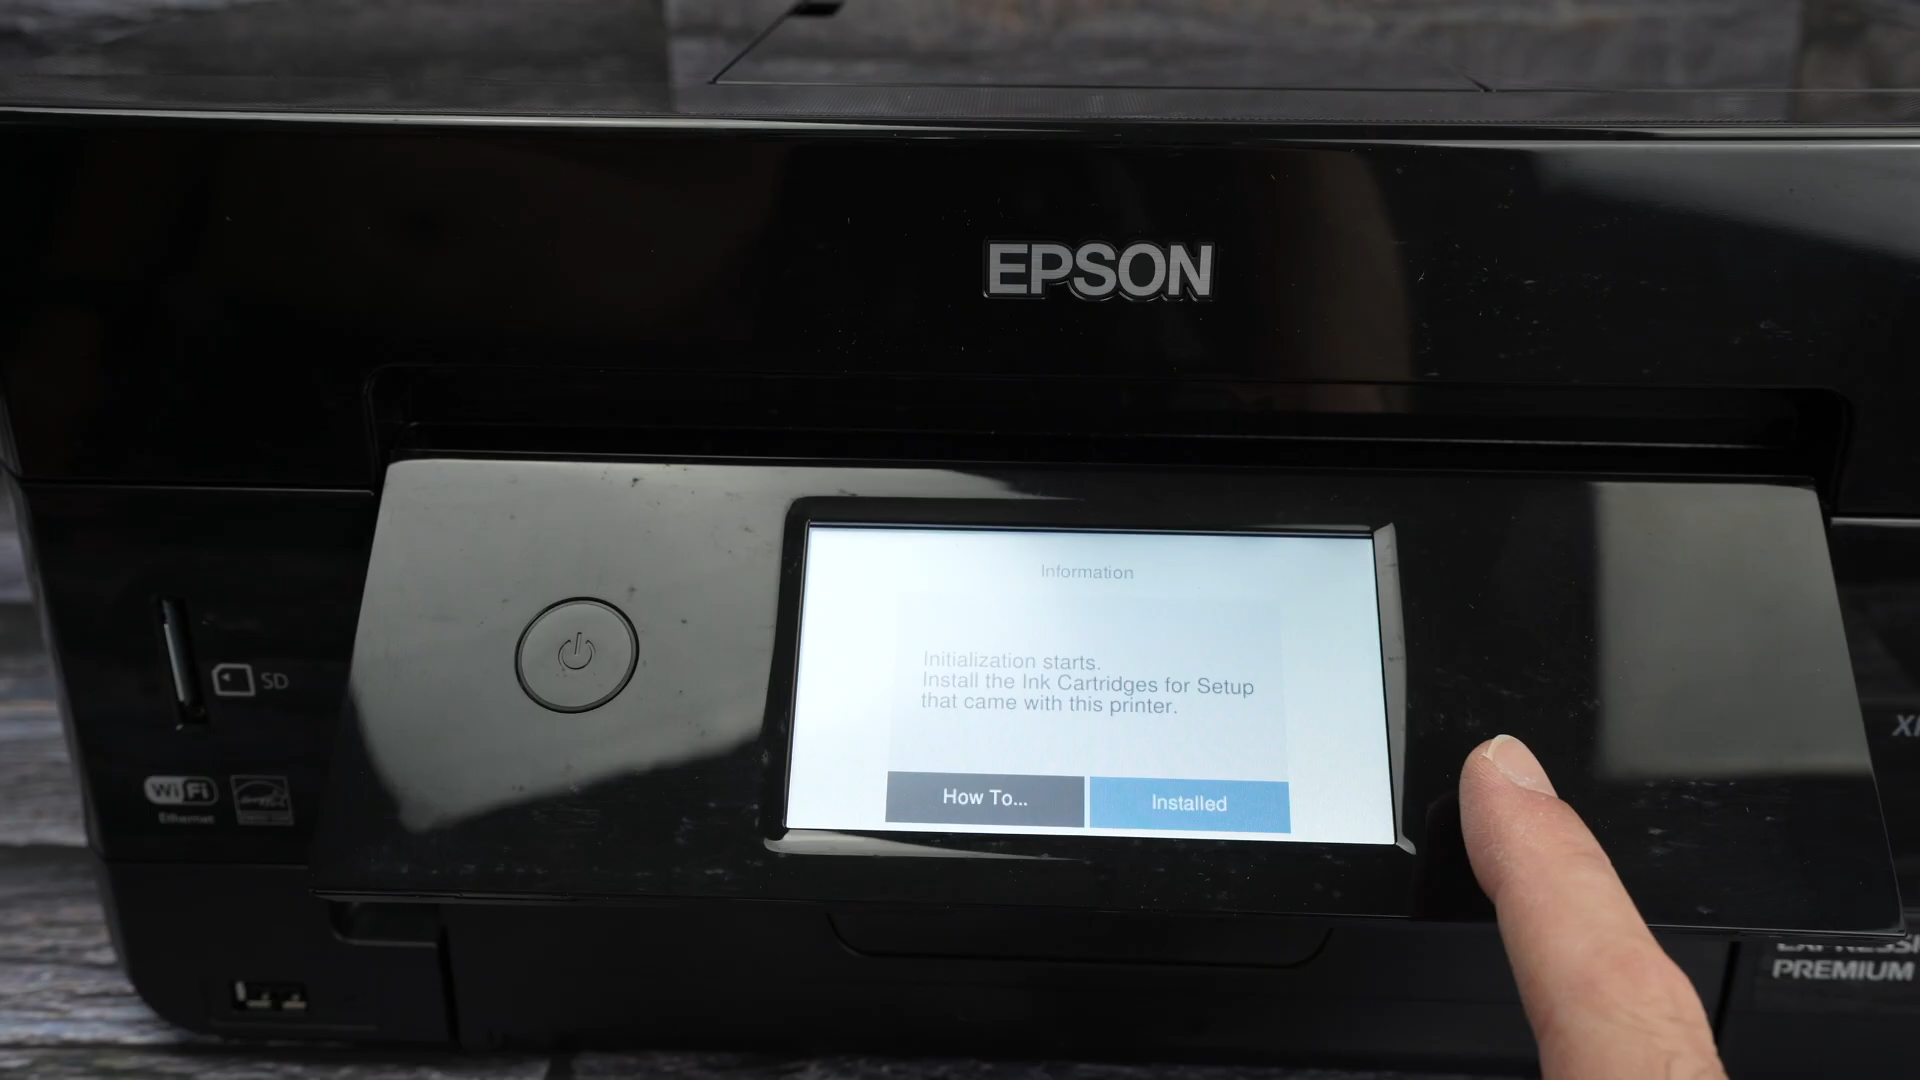 EPSON
Information
Initialization starts.
Install the Ink Cartridges for Setup
that came with this printer.
How To...
Installed
SD
WiFi
Ethernet
PREMIUM